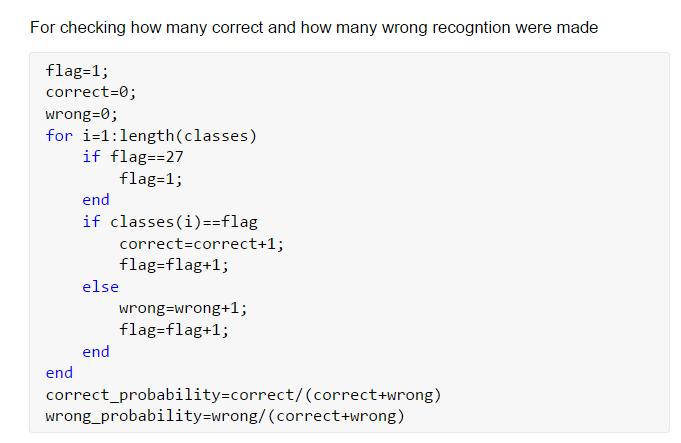 For checking how many correct and how many wrong recogntion were made
flag=1;
correct=0;
wrong=0;
for i=1:length(classes)
    if flag==27
        flag=1;
    end
    if classes(i)==flag
        correct=correct+1;
        flag=flag+1;
    else
        wrong=wrong+1;
        flag=flag+1;
    end
end
correct_probability=correct/(correct+wrong)
wrong_probability=wrong/(correct+wrong)